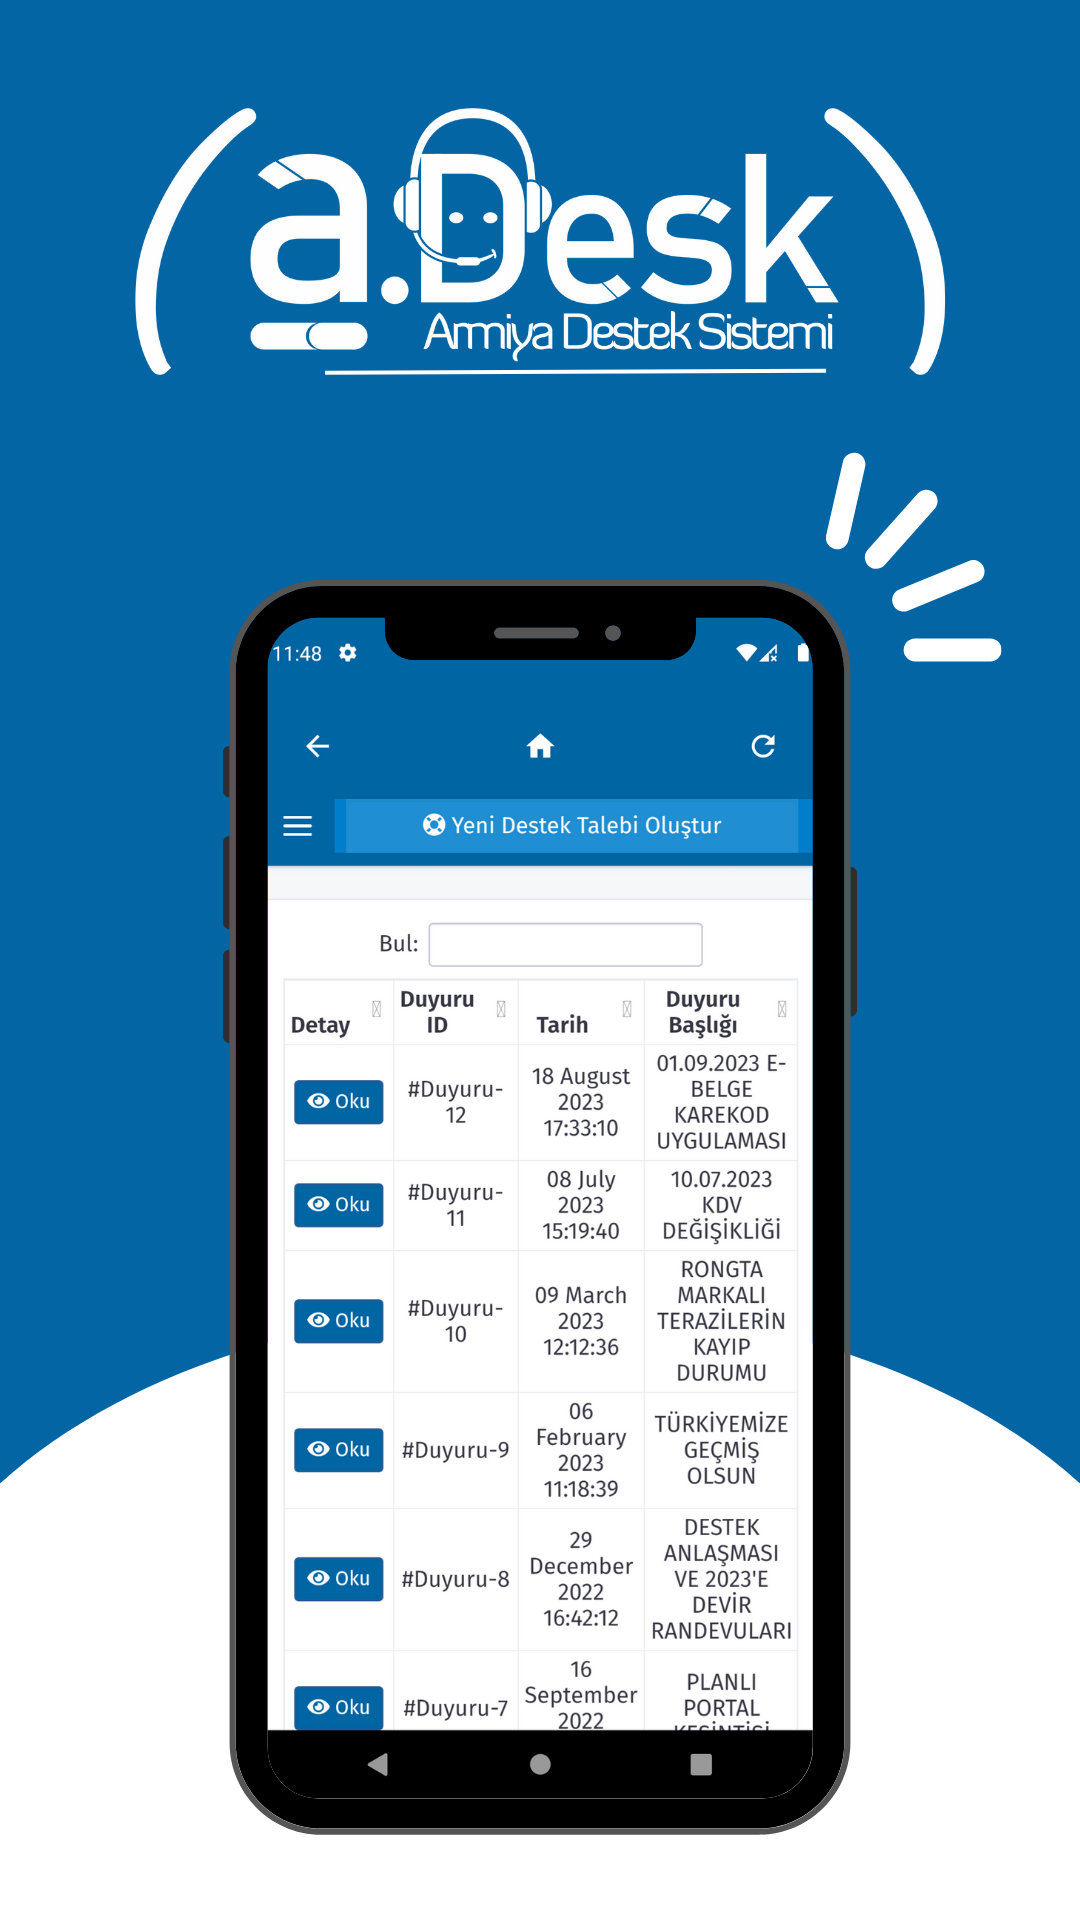 a.Desk
Armiya Destek Sistemi
11:48
Yeni Destek Talebi Oluştur
Bul:
Detay
Duyuru
ID
Tarih
Duyuru
Başlığı
Oku
#Duyuru-
12
18 August
2023
17:33:10
01.09.2023 E-
BELGE
KAREKOD
UYGULAMASI
Oku
#Duyuru-
11
08 July
2023
15:19:40
10.07.2023
KDV
DEĞİŞİKLİĞİ
Oku
#Duyuru-
10
09 March
2023
12:12:36
RONGTA
MARKALI
TERAZİLERİN
KAYIP
DURUMU
Oku
#Duyuru-9
06
February
2023
11:18:39
TÜRKİYEMİZE
GEÇMİŞ
OLSUN
Oku
#Duyuru-8
29
December
2022
16:42:12
DESTEK
ANLAŞMASI
VE 2023'E
DEVİR
RANDEVULARI
Oku
#Duyuru-7
16
September
2022
PLANLI
PORTAL
KESİNTİSİ